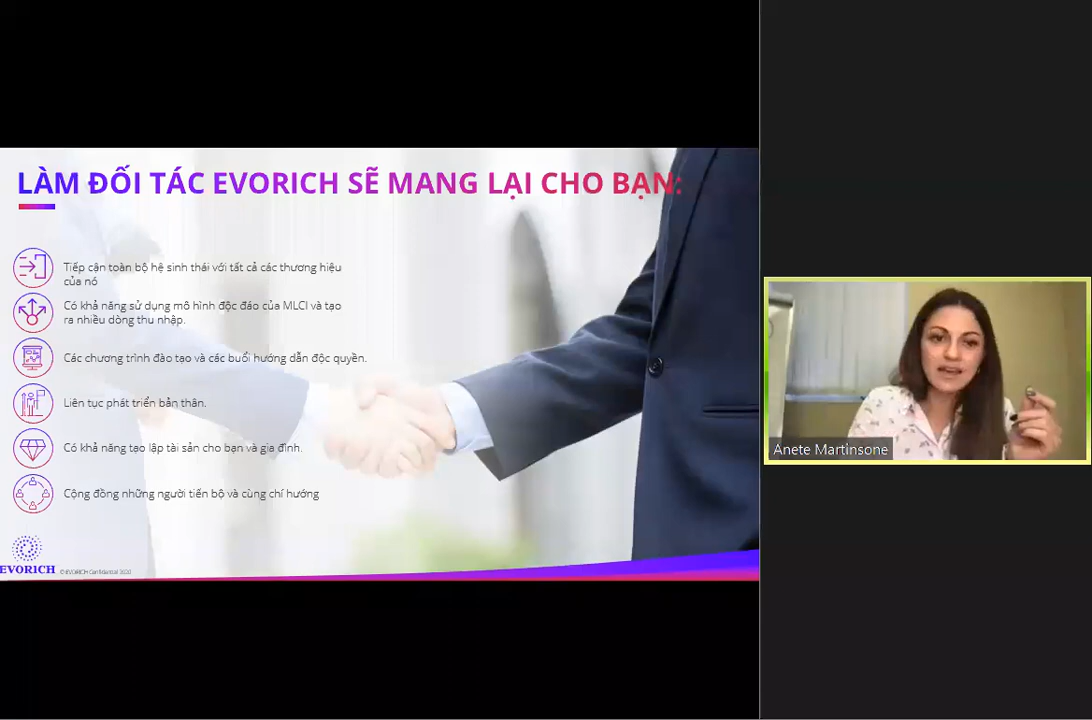 LÀM ĐỐI TÁC EVORICH SẼ MANG LẠI CHO BẠN:
Tiếp cận toàn bộ hệ sinh thái với tất cả các thương hiệu
của nó
Có khả năng sử dụng mô hình độc đáo của MLCI và tạo
ra nhiều dòng thu nhập.
Các chương trình đào tạo và các buổi hướng dẫn độc quyền.
Liên tục phát triển bản thân.
Có khả năng tạo lập tài sản cho bạn và gia đình.
Cộng đồng những người tiến bộ và cùng chí hướng
EVORICH
© EVORICH Confidential 2020
Anete Martinsone